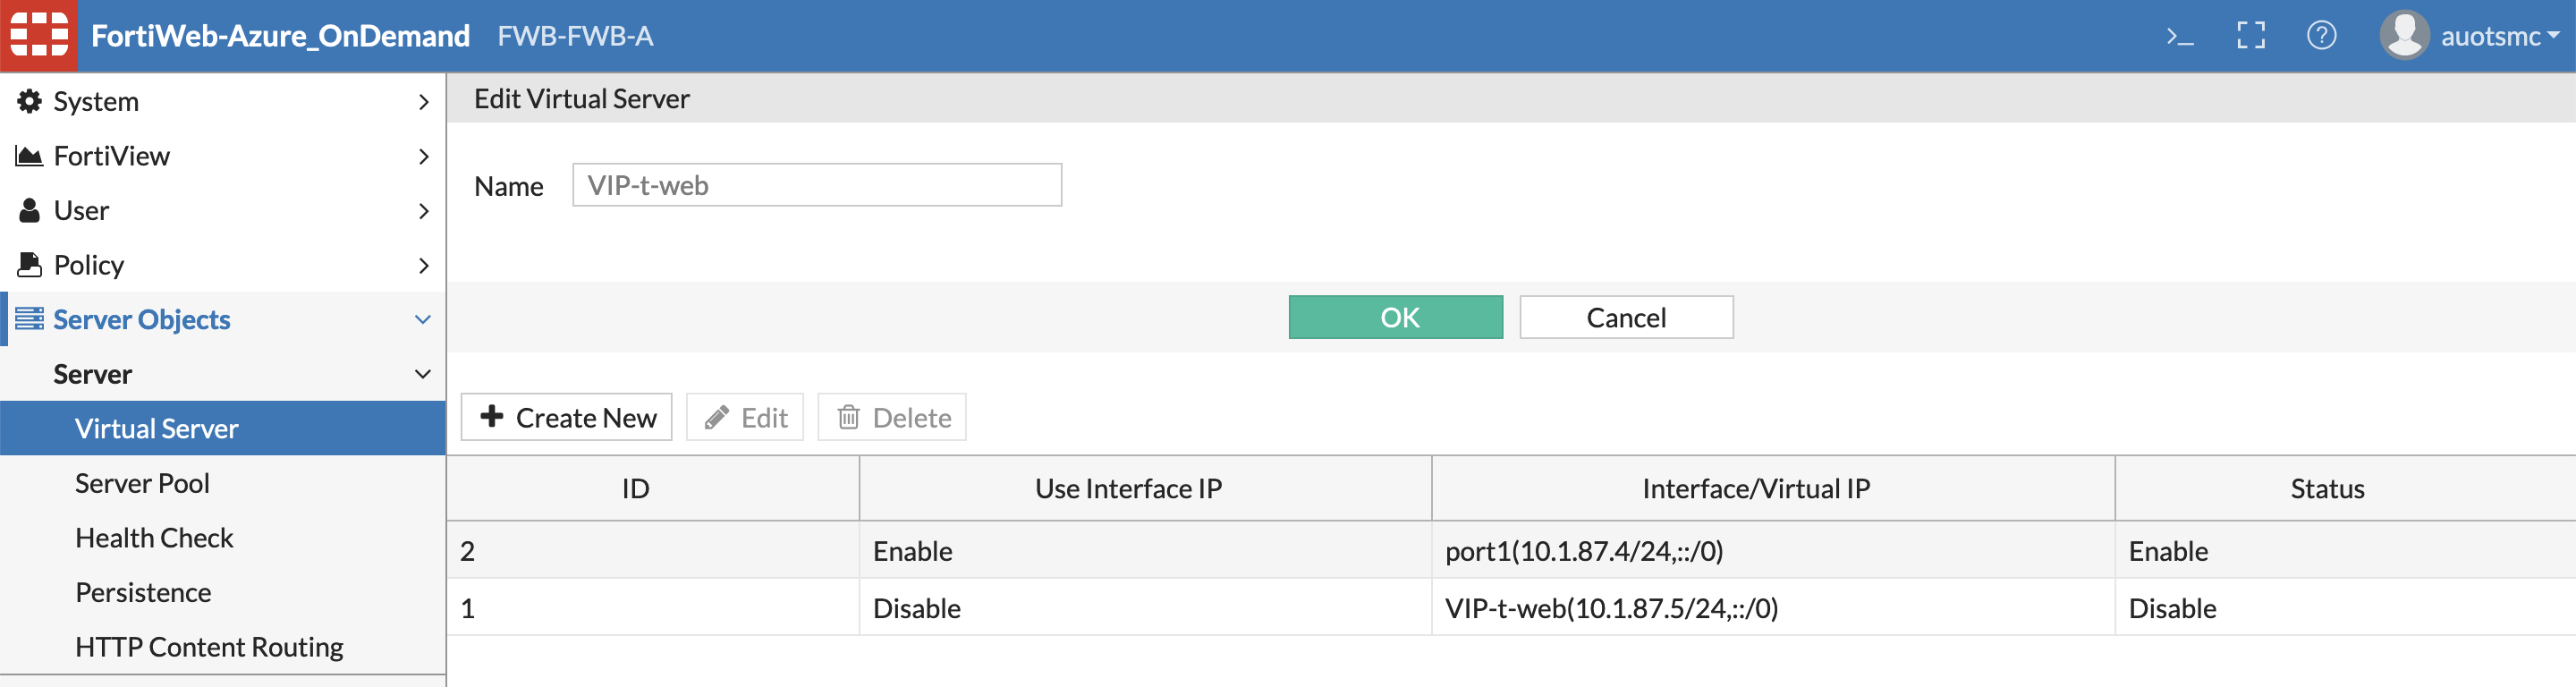 FortiWeb-Azure_OnDemand FWB-FWB-A >_ ? auotsmc
System
FortiView
User
Policy
Server Objects
Server
Virtual Server
Server Pool
Health Check
Persistence
HTTP Content Routing
Edit Virtual Server
Name VIP-t-web
OK Cancel
Create New Edit Delete
ID Use Interface IP Interface/Virtual IP Status
2 Enable port1(10.1.87.4/24,::/0) Enable
1 Disable VIP-t-web(10.1.87.5/24,::/0) Disable